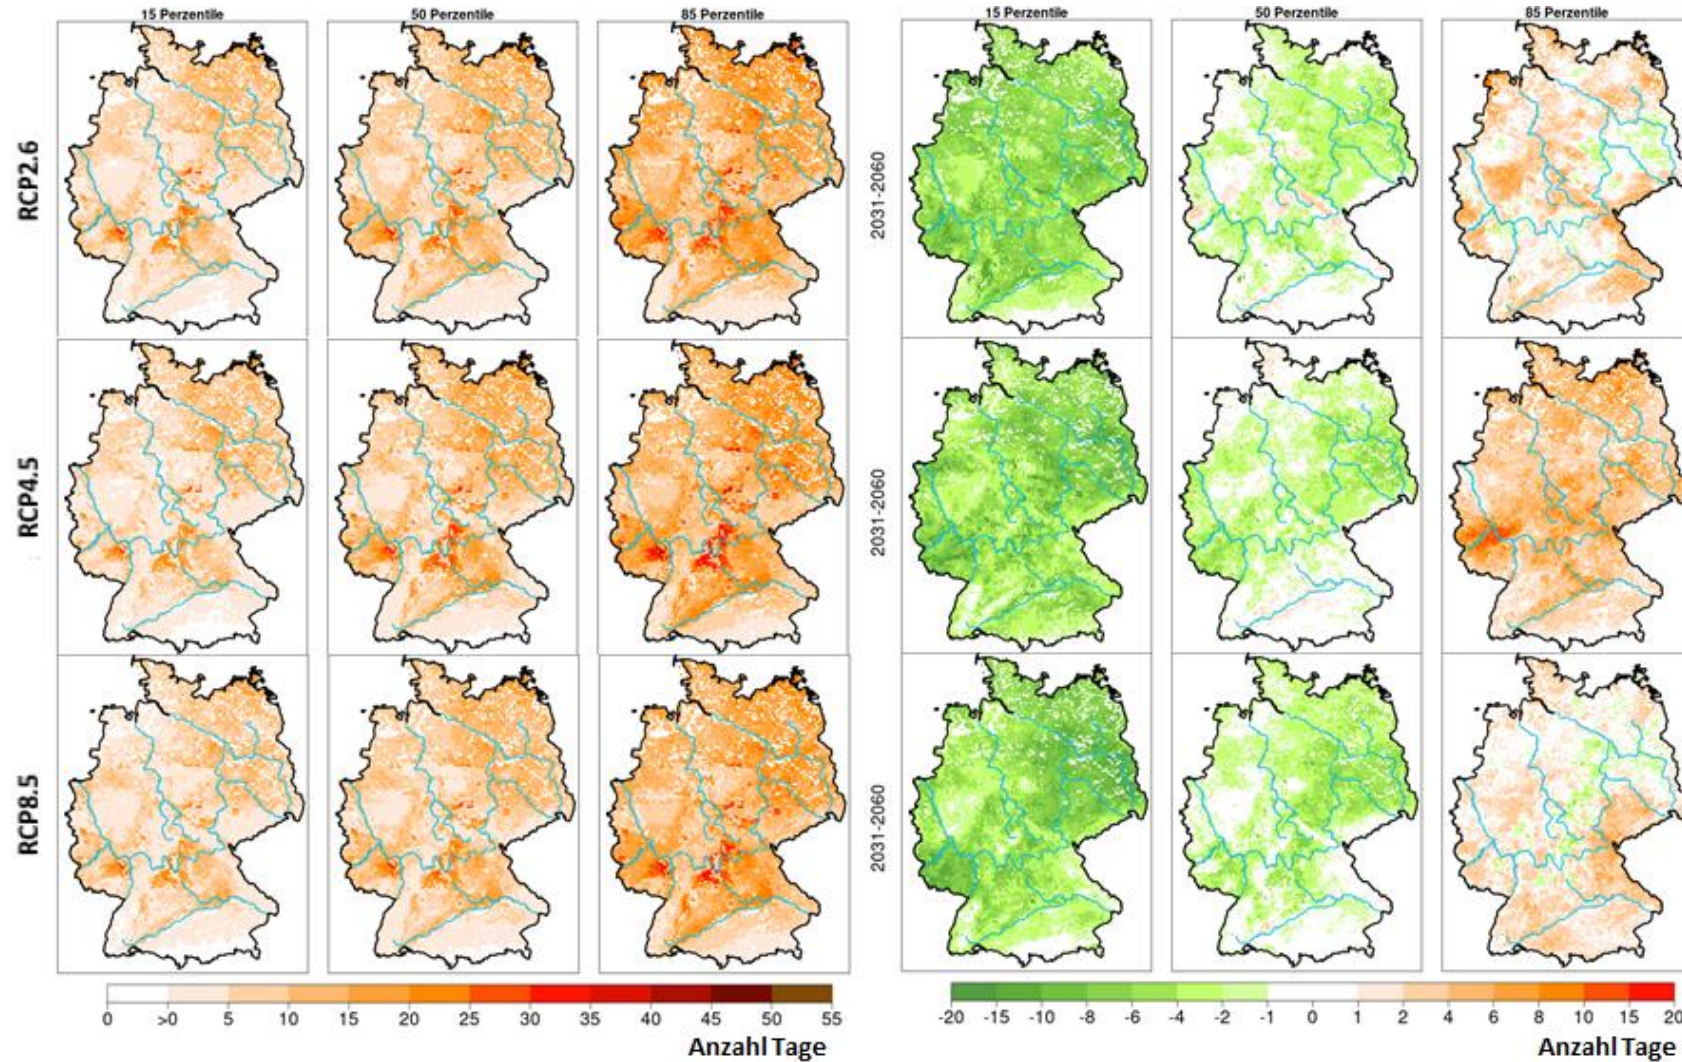 15 Perzentile 50 Perzentile 85 Perzentile 15 Perzentile 50 Perzentile 85 Perzentile
RCP2.6
2031-2060
RCP4.5
2031-2060
RCP8.5
2031-2060
0 >0 5 10 15 20 25 30 35 40 45 50 55
-20 -15 -10 -8 -6 -4 -2 -1 0 1 2 4 6 8 10 15 20
Anzahl Tage Anzahl Tage